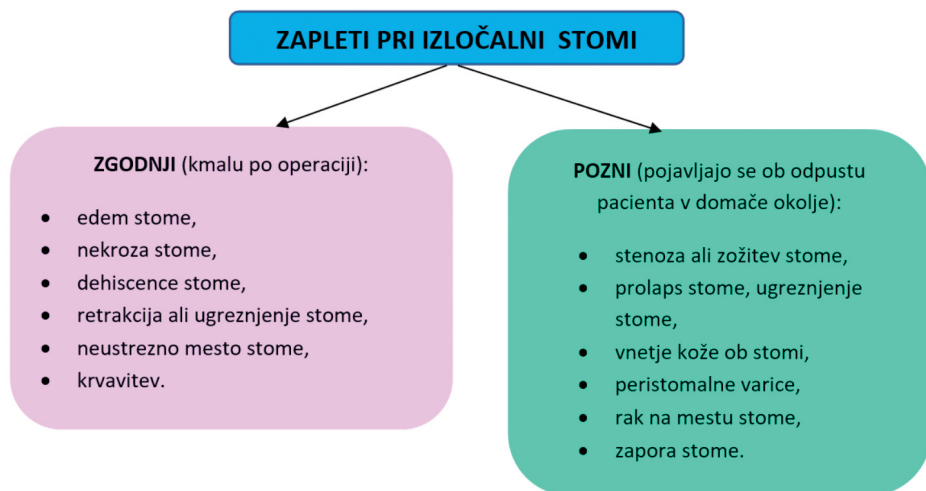 ZAPLETI PRI IZLOČALNI STOMI
ZGODNJI (kmalu po operaciji):
• edem stome,
• nekroza stome,
• dehiscence stome,
• retrakcija ali ugreznjenje stome,
• neustrezno mesto stome,
• krvavitev.
POZNI (pojavljajo se ob odpustu
pacienta v domače okolje):
• stenoza ali zožitev stome,
• prolaps stome, ugreznjenje
stome,
• vnetje kože ob stomi,
• peristomalne varice,
• rak na mestu stome,
• zapora stome.